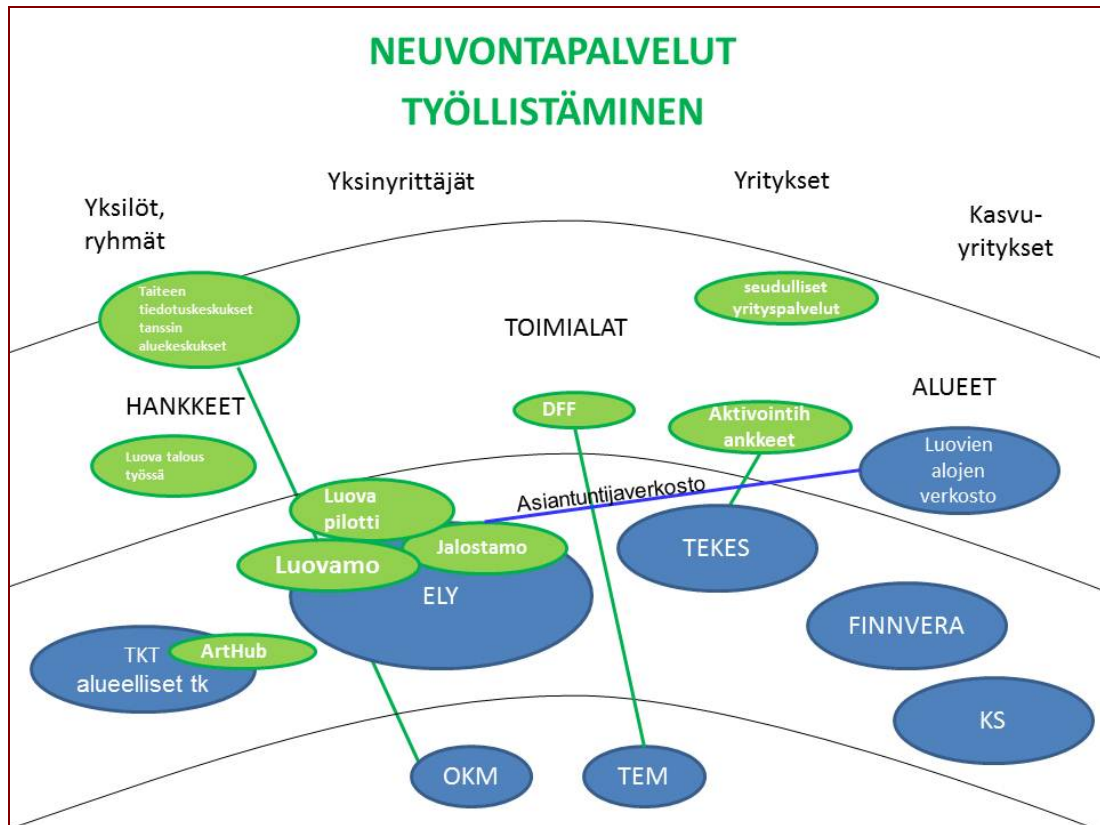 NEUVONTAPALVELUT
TYÖLLISTÄMINEN
Yksilöt,
ryhmät
Yksinyrittäjät
Yritykset
Kasvu-
yritykset
Taiteen
tiedotuskeskukset
tanssin
aluekeskukset
seudulliset
yrityspalvelut
TOIMIALAT
HANKKEET
DFF
Aktivointih
ankkeet
ALUEET
Luova talous
työssä
Luovien
alojen
verkosto
Luova
pilotti
Asiantuntijaverkosto
Luovamo
Jalostamo
TEKES
ELY
FINNVERA
TKT
alueelliset tk
ArtHub
KS
OKM
TEM